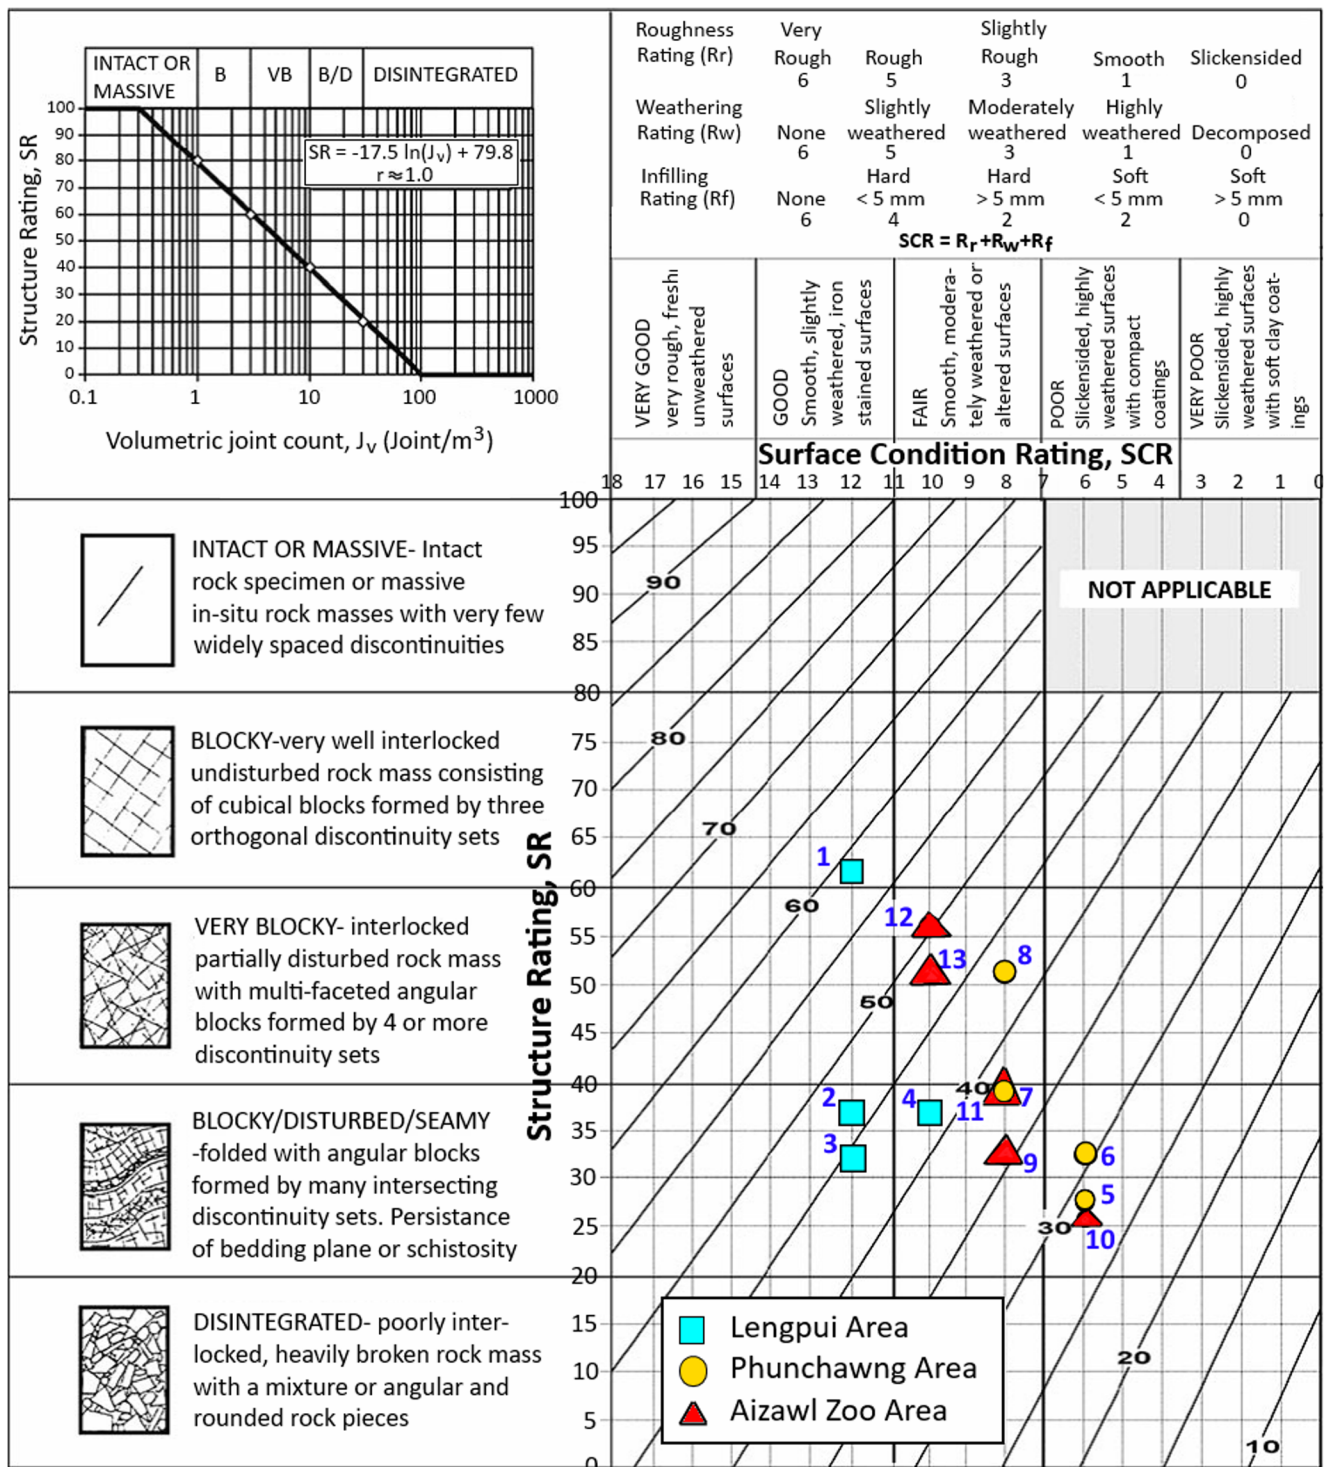 INTACT OR
MASSIVE
B
VB
B/D
DISINTEGRATED
Structure Rating, SR
100
90
80
70
60
50
40
30
20
10
0
SR = -17.5 ln(Jv) + 79.8
r ≈ 1.0
0.1 1 10 100 1000
Volumetric joint count, Jv (Joint/m³)
Roughness Very Slightly
Rating (Rr) Rough Rough Rough Smooth Slickensided
6 5 3 1 0
Weathering Slightly Moderately Highly
Rating (Rw) None weathered weathered weathered Decomposed
6 5 3 1 0
Infilling Hard Hard Soft Soft
Rating (Rf) None < 5 mm > 5 mm < 5 mm > 5 mm
6 4 2 2 0
SCR = Rr+Rw+Rf
VERY GOOD
very rough, fresh
unweathered
surfaces
GOOD
Smooth, slightly
weathered, iron
stained surfaces
FAIR
Smooth, modera-
tely weathered or
altered surfaces
POOR
Slickensided, highly
weathered surfaces
with compact
coatings
VERY POOR
Slickensided, highly
weathered surfaces
with soft clay coat-
ings
Surface Condition Rating, SCR
18 17 16 15 14 13 12 11 10 9 8 7 6 5 4 3 2 1 0
INTACT OR MASSIVE- Intact
rock specimen or massive
in-situ rock masses with very few
widely spaced discontinuities
BLOCKY-very well interlocked
undisturbed rock mass consisting
of cubical blocks formed by three
orthogonal discontinuity sets
VERY BLOCKY- interlocked
partially disturbed rock mass
with multi-faceted angular
blocks formed by 4 or more
discontinuity sets
BLOCKY/DISTURBED/SEAMY
-folded with angular blocks
formed by many intersecting
discontinuity sets. Persistance
of bedding plane or schistosity
DISINTEGRATED- poorly inter-
locked, heavily broken rock mass
with a mixture or angular and
rounded rock pieces
Structure Rating, SR
100
95
90
85
80
75
70
65
60
55
50
45
40
35
30
25
20
15
10
5
0
NOT APPLICABLE
90
80
70
60
50
40
30
20
10
1
12
13
8
2
4
11
7
3
9
6
5
10
Lengpui Area
Phunchawng Area
Aizawl Zoo Area